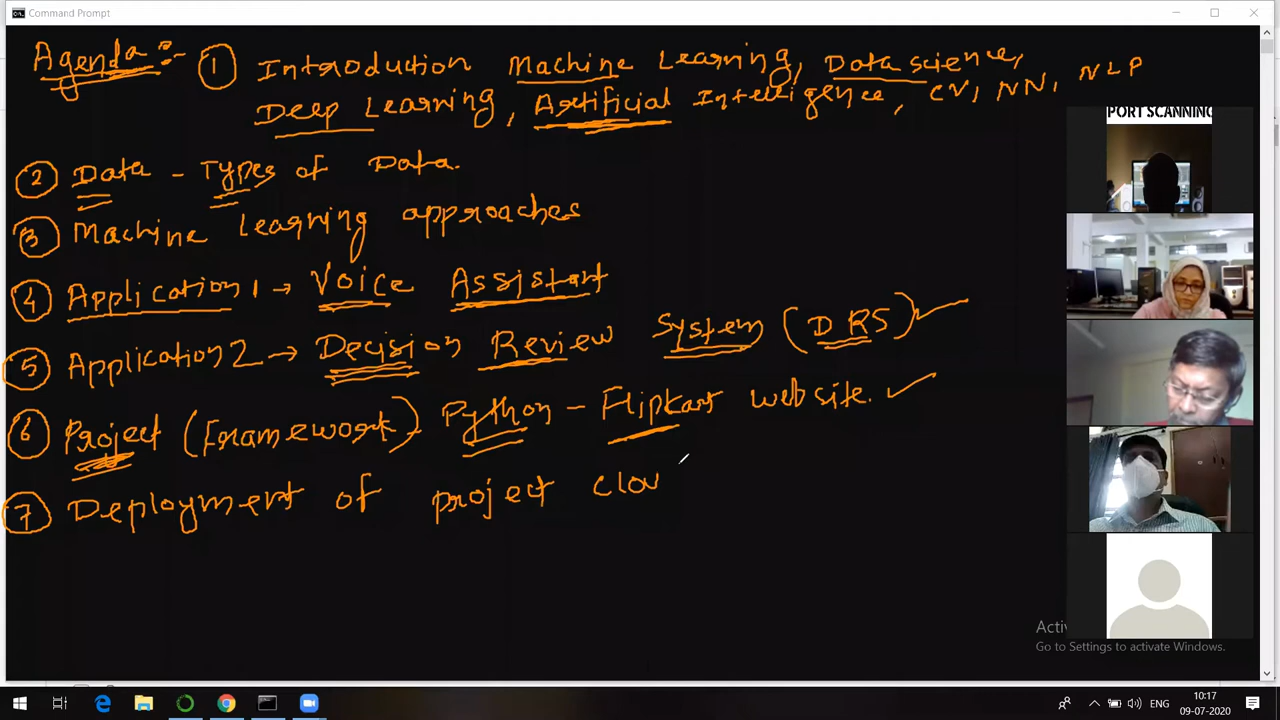 Command Prompt
Agenda:-
① Introduction Machine Learning, Data science,
Deep Learning, Artificial Intelligence, CV, NN, NLP
② Data - Types of Data.
③ Machine Learning approaches
④ Application 1 → Voice Assistant
⑤ Application 2 → Decision Review System (DRS) ✓
⑥ Project (Framework) Python - Flipkart website. ✓
⑦ Deployment of project clou
PORT SCANNING
Activ
Go to Settings to activate Windows.
ENG
10:17
09-07-2020